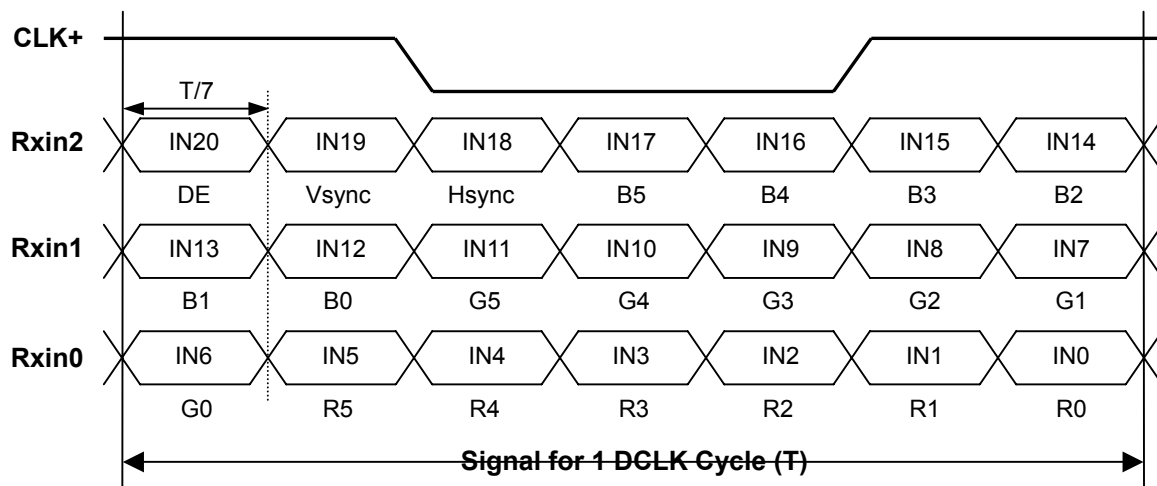 CLK+
T/7
Rxin2 IN20 IN19 IN18 IN17 IN16 IN15 IN14
DE Vsync Hsync B5 B4 B3 B2
Rxin1 IN13 IN12 IN11 IN10 IN9 IN8 IN7
B1 B0 G5 G4 G3 G2 G1
Rxin0 IN6 IN5 IN4 IN3 IN2 IN1 IN0
G0 R5 R4 R3 R2 R1 R0
Signal for 1 DCLK Cycle (T)